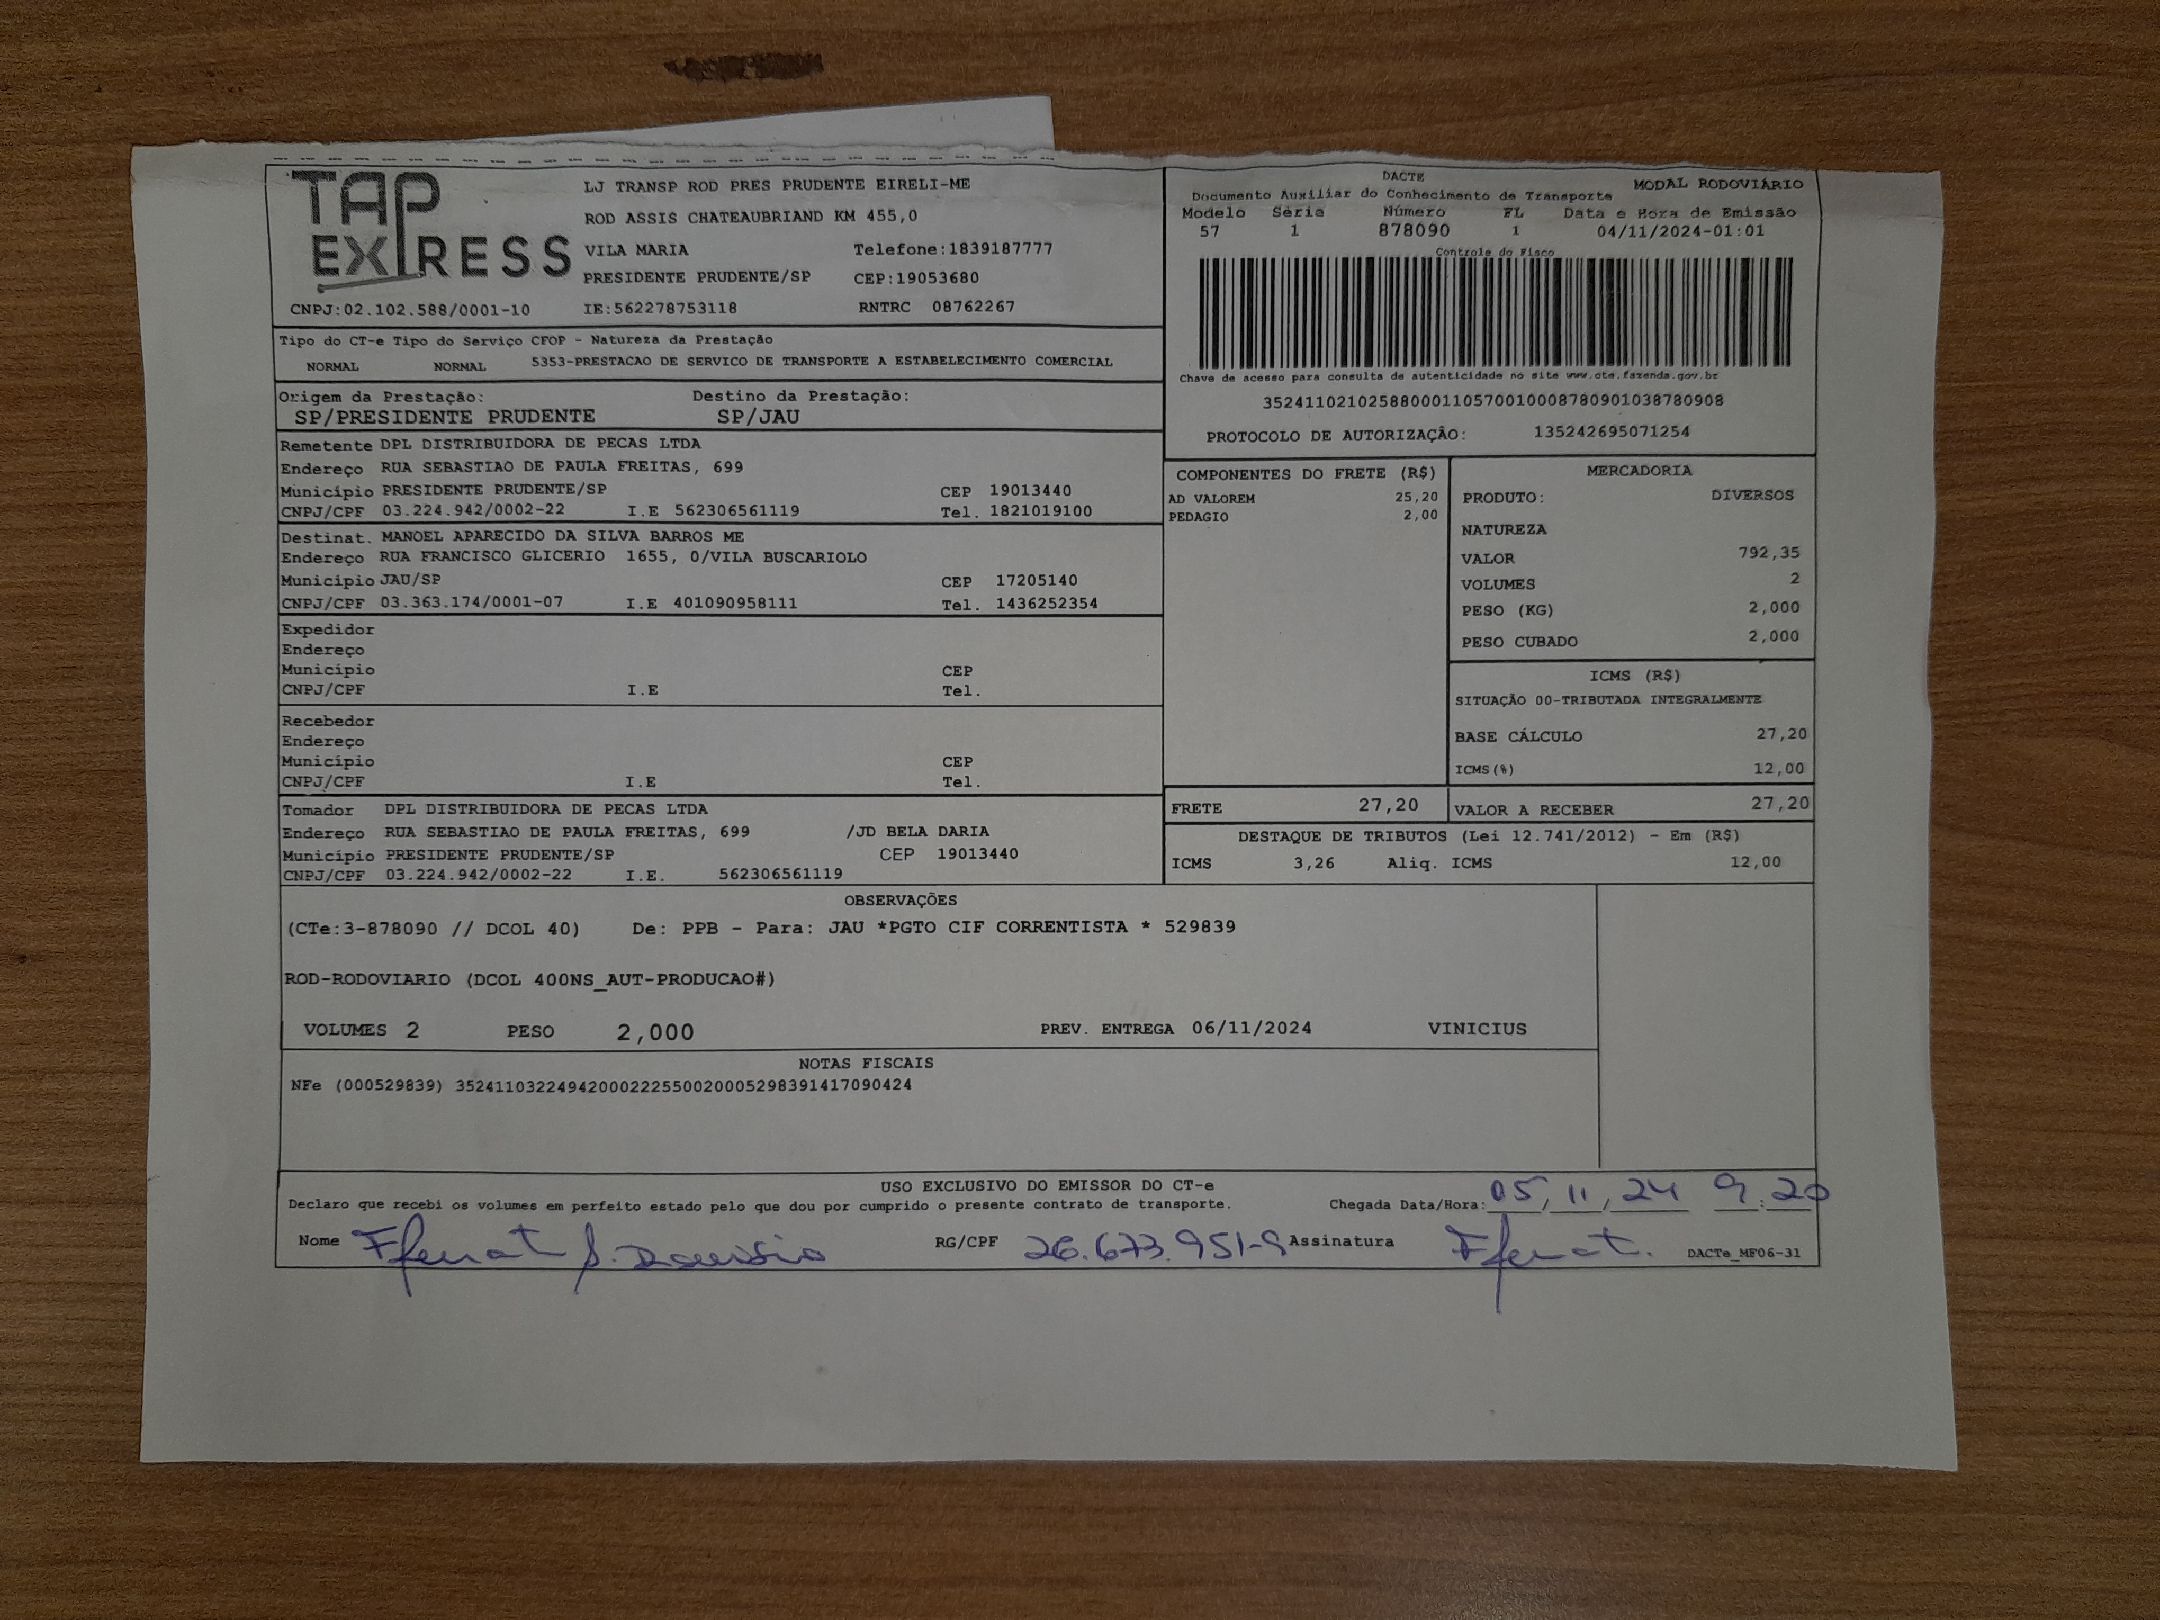 TAP EXPRESS
LJ TRANSP ROD PRES PRUDENTE EIRELI-ME
ROD ASSIS CHATEAUBRIAND KM 455,0
VILA MARIA Telefone:1839187777
PRESIDENTE PRUDENTE/SP CEP:19053680
CNPJ:02.102.588/0001-10 IE:562278753118 RNTRC 08762267
DACTE
Documento Auxiliar do Conhecimento de Transporte MODAL RODOVIÁRIO
Modelo Série Número FL Data e Hora de Emissão
57 1 878090 1 04/11/2024-01:01
Controle do Fisco
Chave de acesso para consulta de autenticidade no site www.cte.fazenda.gov.br
35241102102588000110570010008780901038780908
PROTOCOLO DE AUTORIZAÇÃO: 135242695071254
Tipo do CT-e Tipo do Serviço CFOP - Natureza da Prestação
NORMAL NORMAL 5353-PRESTACAO DE SERVICO DE TRANSPORTE A ESTABELECIMENTO COMERCIAL
Origem da Prestação: Destino da Prestação:
SP/PRESIDENTE PRUDENTE SP/JAU
Remetente DPL DISTRIBUIDORA DE PECAS LTDA
Endereço RUA SEBASTIAO DE PAULA FREITAS, 699
Município PRESIDENTE PRUDENTE/SP CEP 19013440
CNPJ/CPF 03.224.942/0002-22 I.E 562306561119 Tel. 1821019100
Destinat. MANOEL APARECIDO DA SILVA BARROS ME
Endereço RUA FRANCISCO GLICERIO 1655, 0/VILA BUSCARIOLO
Município JAU/SP CEP 17205140
CNPJ/CPF 03.363.174/0001-07 I.E 401090958111 Tel. 1436252354
Expedidor
Endereço
Município CEP
CNPJ/CPF I.E Tel.
Recebedor
Endereço
Município CEP
CNPJ/CPF I.E Tel.
Tomador DPL DISTRIBUIDORA DE PECAS LTDA
Endereço RUA SEBASTIAO DE PAULA FREITAS, 699 /JD BELA DARIA
Município PRESIDENTE PRUDENTE/SP CEP 19013440
CNPJ/CPF 03.224.942/0002-22 I.E. 562306561119
COMPONENTES DO FRETE (R$)
AD VALOREM 25,20
PEDAGIO 2,00
MERCADORIA
PRODUTO: DIVERSOS
NATUREZA
VALOR 792,35
VOLUMES 2
PESO (KG) 2,000
PESO CUBADO 2,000
ICMS (R$)
SITUAÇÃO 00-TRIBUTADA INTEGRALMENTE
BASE CÁLCULO 27,20
ICMS(%) 12,00
FRETE 27,20 VALOR A RECEBER 27,20
DESTAQUE DE TRIBUTOS (Lei 12.741/2012) - Em (R$)
ICMS 3,26 Aliq. ICMS 12,00
OBSERVAÇÕES
(CTe:3-878090 // DCOL 40) De: PPB - Para: JAU *PGTO CIF CORRENTISTA * 529839
ROD-RODOVIARIO (DCOL 400NS_AUT-PRODUCAO#)
VOLUMES 2 PESO 2,000 PREV. ENTREGA 06/11/2024 VINICIUS
NOTAS FISCAIS
NFe (000529839) 35241103224942000222550020005298391417090424
USO EXCLUSIVO DO EMISSOR DO CT-e
Declaro que recebi os volumes em perfeito estado pelo que dou por cumprido o presente contrato de transporte. Chegada Data/Hora: 05/11/24 9:20
Nome RG/CPF 26.673.951-9 Assinatura DACTe_MF06-31